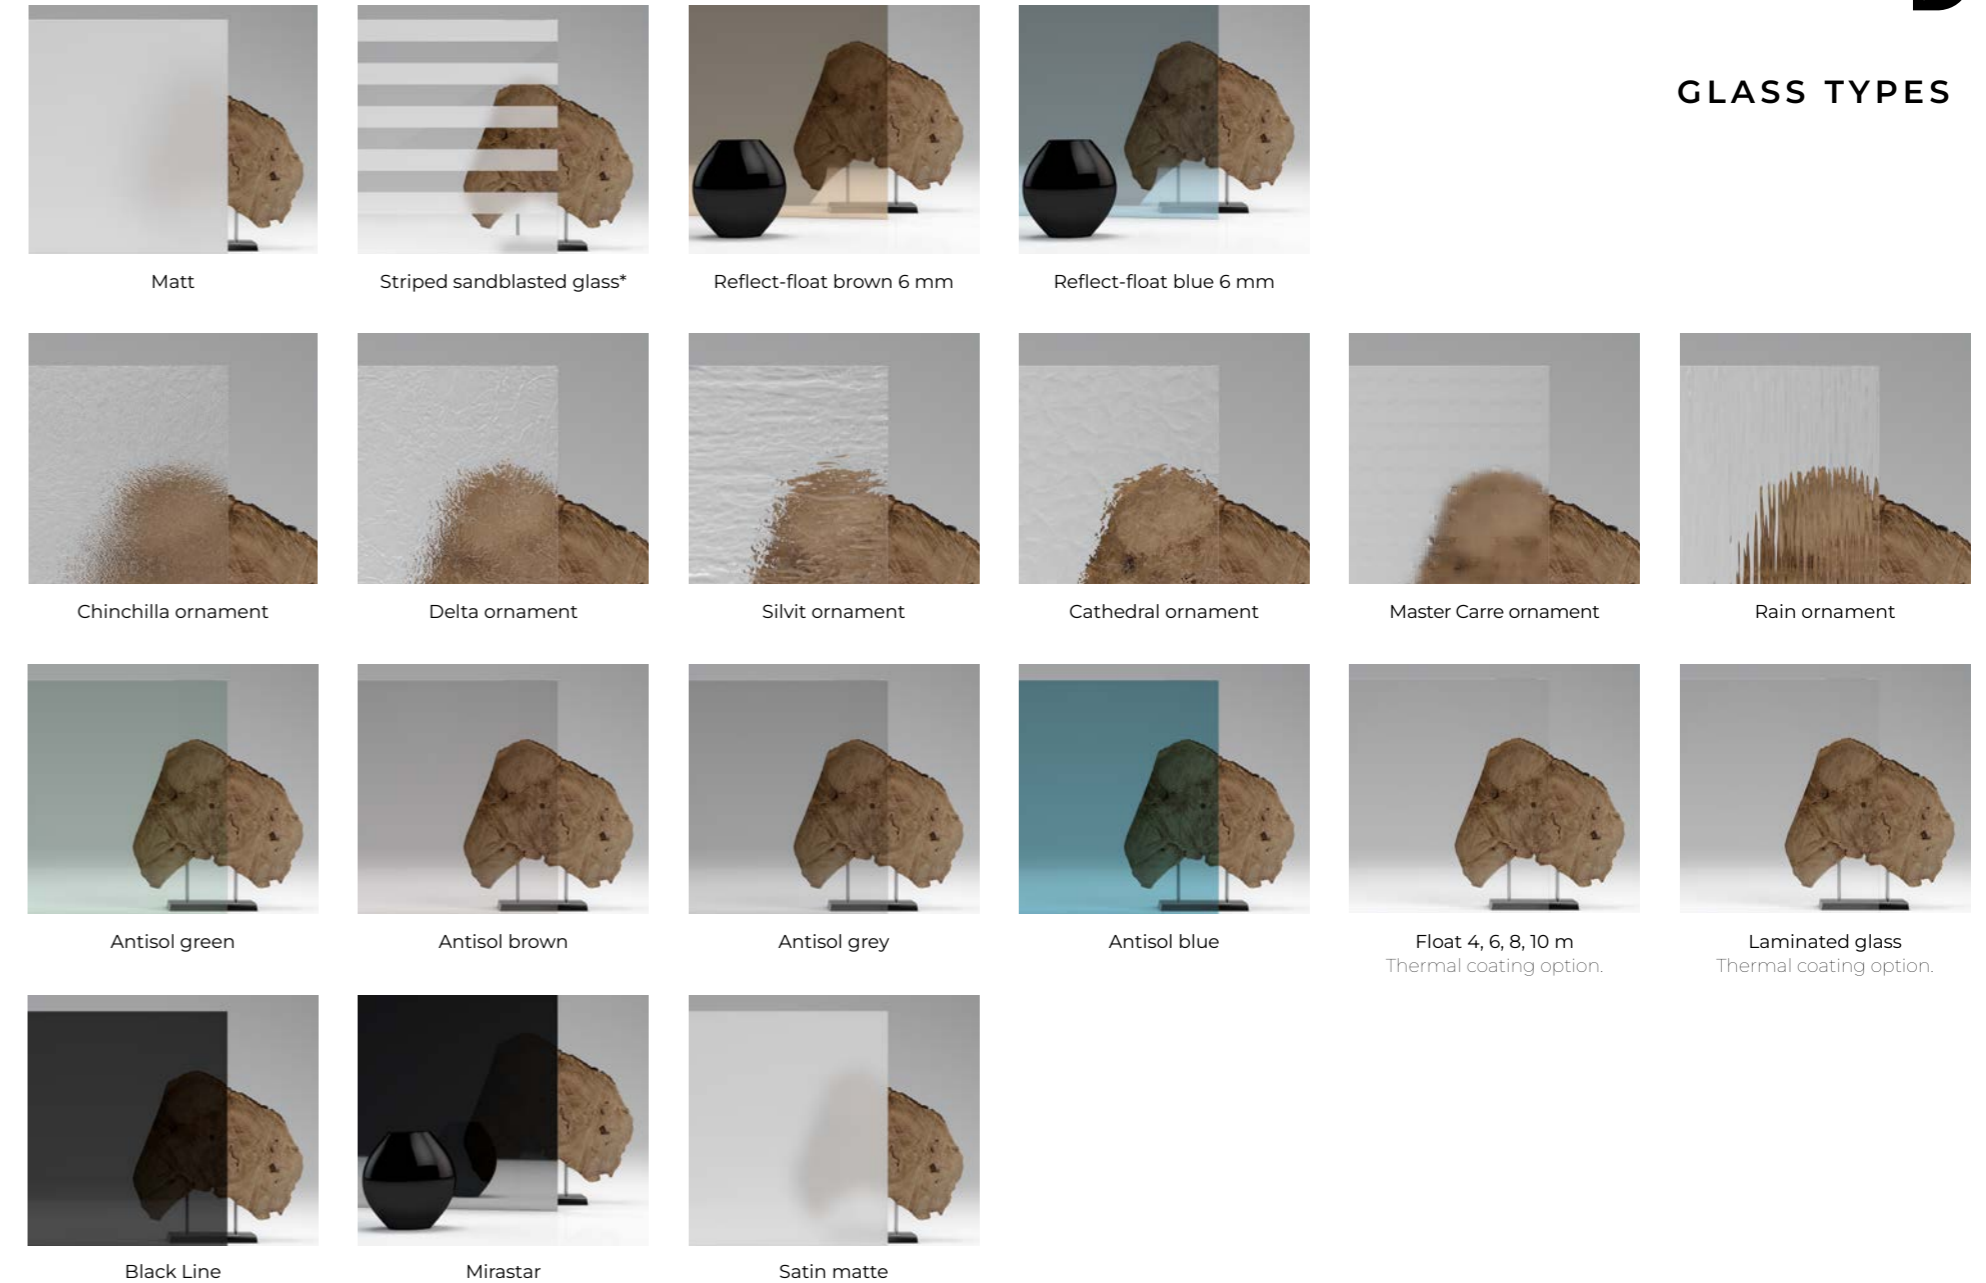 GLASS TYPES
Matt
Striped sandblasted glass*
Reflect-float brown 6 mm
Reflect-float blue 6 mm
Chinchilla ornament
Delta ornament
Silvit ornament
Cathedral ornament
Master Carre ornament
Rain ornament
Antisol green
Antisol brown
Antisol grey
Antisol blue
Float 4, 6, 8, 10 m
Thermal coating option.
Laminated glass
Thermal coating option.
Black Line
Mirastar
Satin matte